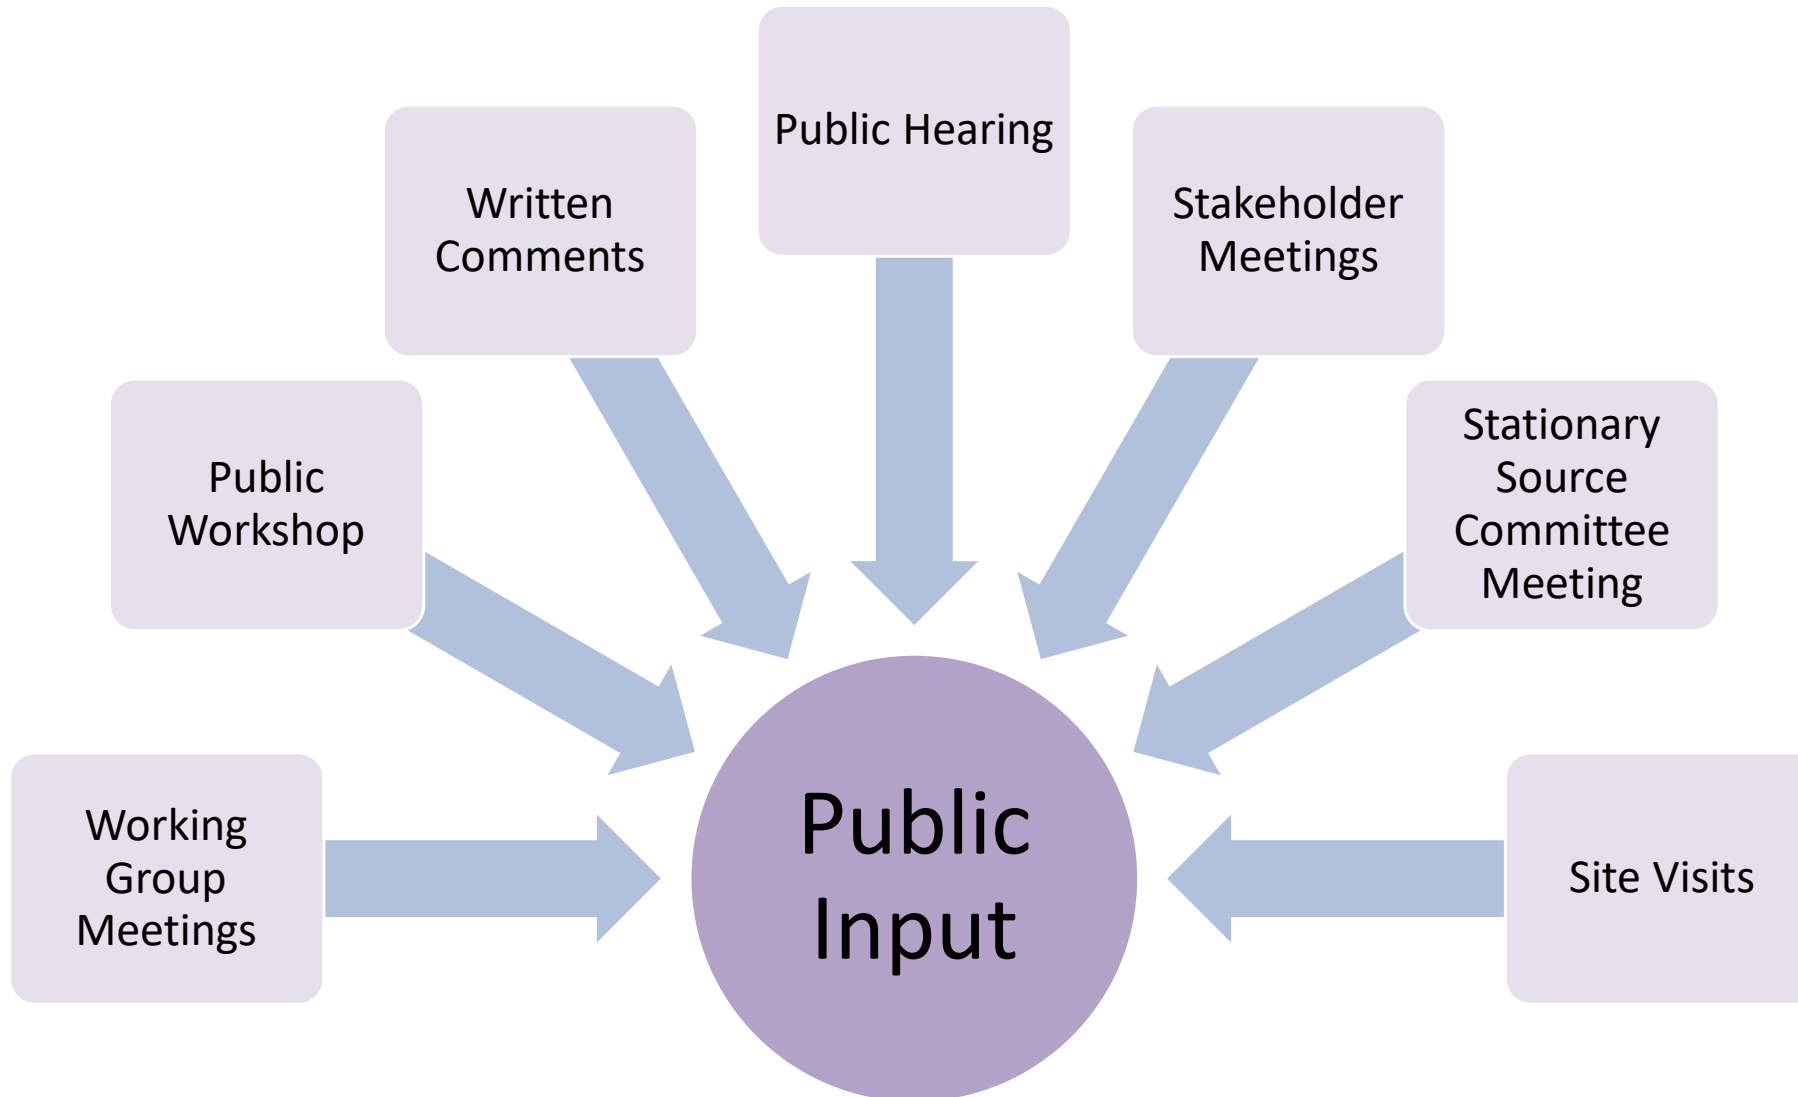 Public Hearing
Written
Comments
Stakeholder
Meetings
Public
Workshop
Stationary
Source
Committee
Meeting
Working
Group
Meetings
Public
Input
Site Visits